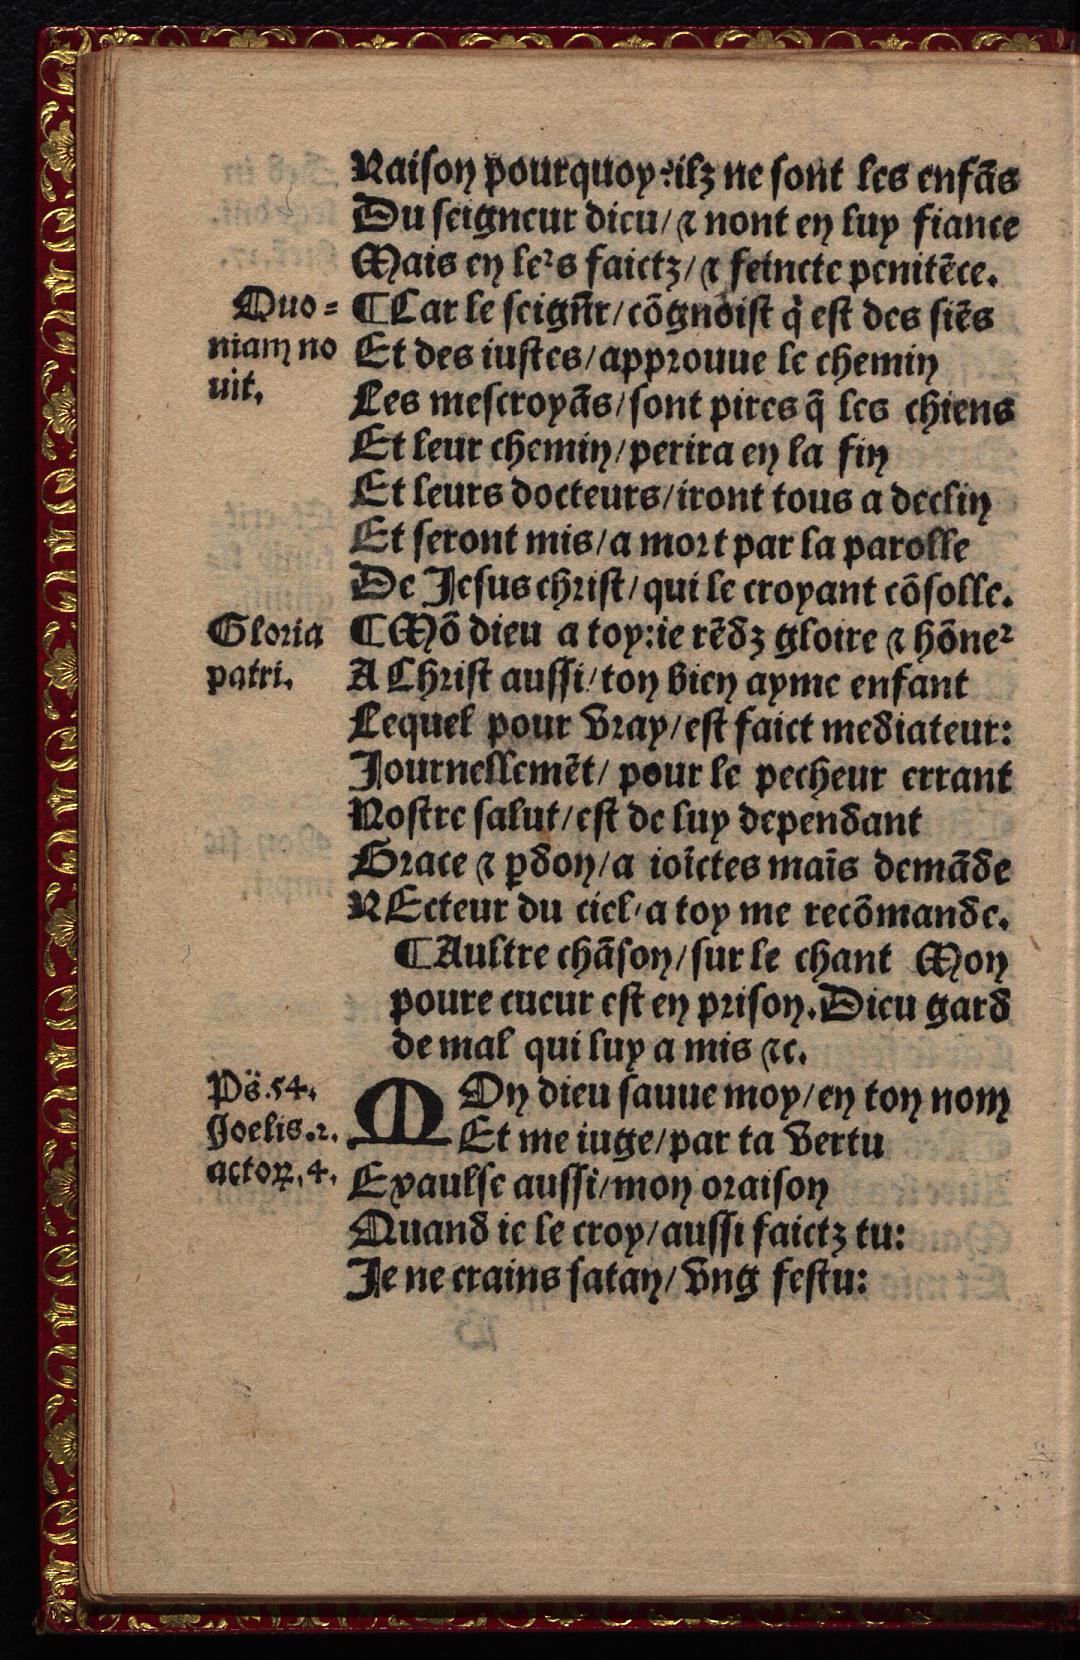 Raison pourquoy:ilz ne sont les enfãs
Du seigneur dieu/ ⁊ nont en luy fiance
Mais en leꝛs faictz/ ⁊ feincte penitẽce.
Quo=
niam no
uit.
¶Car le seigñr/ cõgnoist q̃ est des siẽs
Et des iustes/ approuue le chemin
Les mescroyãs/ sont pires q̃ les chiens
Et leur chemin/ perira en la fin
Et leurs docteurs/ iront tous a declin
Et seront mis/ a mort par la parolle
De Jesus christ/ qui le croyant cõsolle.
Gloria
patri.
¶Mõ dieu a toy:ie rẽdz gloire ⁊ hõneꝛ
A Christ aussi/ ton bien ayme enfant
Lequel pour vray/ est faict mediateur:
Journellemẽt/ pour le pecheur errant
Nostre salut/ est de luy dependant
Grace ⁊ ꝑdon/ a ioĩctes maĩs demãde
REcteur du ciel/ a toy me recõmande.
¶Aultre chãson/ sur le chant Mon
poure cueur est en prison. Dieu gard
de mal qui luy a mis ⁊c.
Ps̃.54.
Joelis.2.
actoꝝ.4.
MOn dieu sauue moy/ en ton nom
Et me iuge/ par ta vertu
Exaulse aussi/ mon oraison
Quand ie le croy/ aussi faictz tu:
Je ne crains satan/ vng festu: